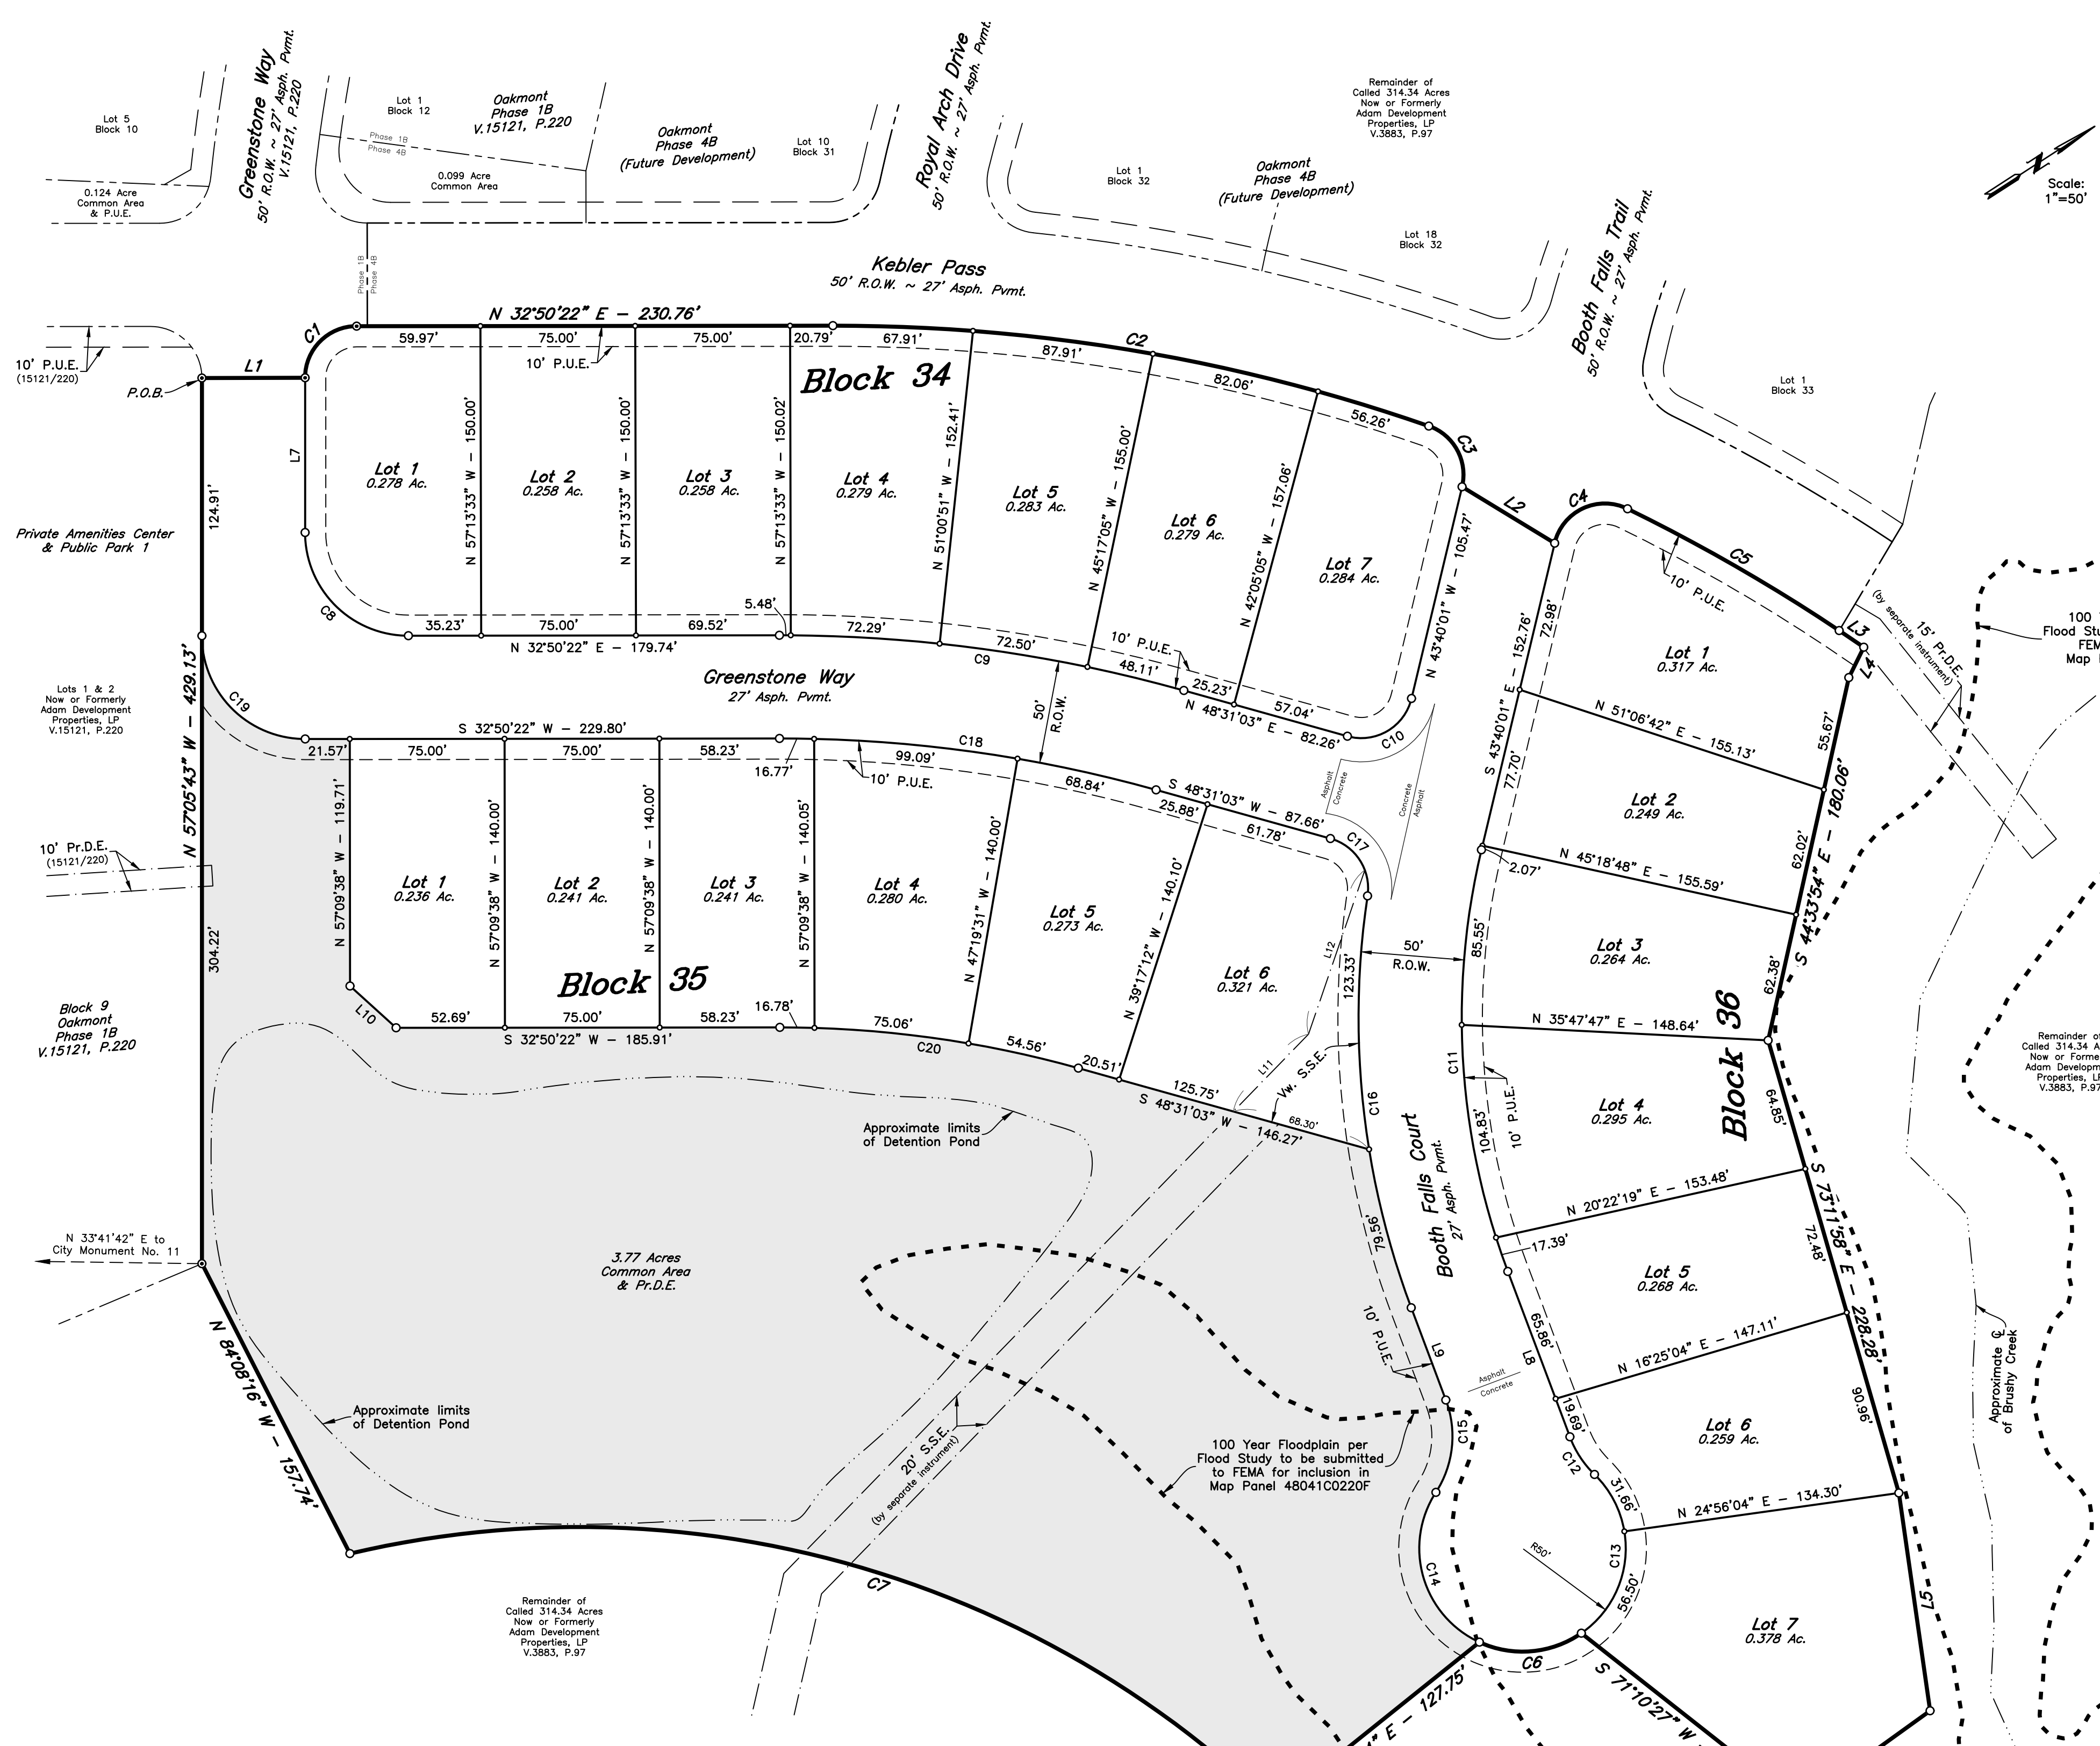 Greenstone Way
50' R.O.W. ~ 27' Asph. Pvmt.
V.15121, P.220
Lot 5
Block 10
0.124 Acre
Common Area
& P.U.E.
Lot 1
Block 12
Oakmont
Phase 1B
V.15121, P.220
Phase 1B
Phase 4B
0.099 Acre
Common Area
Oakmont
Phase 4B
(Future Development)
Lot 10
Block 31
Royal Arch Drive
50' R.O.W. ~ 27' Asph. Pvmt.
Lot 1
Block 32
Oakmont
Phase 4B
(Future Development)
Remainder of
Called 314.34 Acres
Now or Formerly
Adam Development
Properties, LP
V.3883, P.97
Lot 18
Block 32
Booth Falls Trail
50' R.O.W. ~ 27' Asph. Pvmt.
Lot 1
Block 33
N
Scale:
1"=50'
Phase 1B
Phase 4B
Kebler Pass
50' R.O.W. ~ 27' Asph. Pvmt.
10' P.U.E.
(15121/220)
P.O.B.
L1
C1
N 32°50'22" E - 230.76'
59.97'
75.00'
75.00'
20.79'
67.91'
87.91'
C2
82.06'
56.26'
C3
10' P.U.E.
Block 34
L7
Lot 1
0.278 Ac.
N 57°13'33" W - 150.00'
Lot 2
0.258 Ac.
N 57°13'33" W - 150.00'
Lot 3
0.258 Ac.
N 57°13'33" W - 150.02'
Lot 4
0.279 Ac.
N 51°00'51" W - 152.41'
Lot 5
0.283 Ac.
N 45°17'05" W - 155.00'
Lot 6
0.279 Ac.
N 42°05'05" W - 157.06'
Lot 7
0.284 Ac.
N 43°40'01" W - 105.47'
C8
35.23'
75.00'
69.52'
5.48'
72.29'
72.50'
48.11'
25.23'
57.04'
N 32°50'22" E - 179.74'
C9
10' P.U.E.
N 48°31'03" E - 82.26'
C10
L2
C4
C5
10' P.U.E.
L3
L4
(by separate instrument)
15' Pr.D.E.
100
Flood Stu
FEM
Map
Private Amenities Center
& Public Park 1
124.91'
Lots 1 & 2
Now or Formerly
Adam Development
Properties, LP
V.15121, P.220
N 57°05'43" W - 429.13'
10' Pr.D.E.
(15121/220)
304.22'
Block 9
Oakmont
Phase 1B
V.15121, P.220
Greenstone Way
27' Asph. Pvmt.
50'
R.O.W.
C19
S 32°50'22" W - 229.80'
21.57'
75.00'
75.00'
58.23'
16.77'
99.09'
C18
10' P.U.E.
68.84'
S 48°31'03" W - 87.66'
25.88'
61.78'
C17
Asphalt
Concrete
Concrete
Asphalt
N 57°09'38" W - 119.71'
Lot 1
0.236 Ac.
N 57°09'38" W - 140.00'
Lot 2
0.241 Ac.
N 57°09'38" W - 140.00'
Lot 3
0.241 Ac.
N 57°09'38" W - 140.05'
Lot 4
0.280 Ac.
N 47°19'31" W - 140.00'
Lot 5
0.273 Ac.
N 39°17'12" W - 140.10'
Lot 6
0.321 Ac.
L12
L11
Vw. S.S.E.
123.33'
50'
R.O.W.
Block 35
L10
52.69'
75.00'
58.23'
16.78'
75.06'
54.56'
20.51'
125.75'
68.30'
S 32°50'22" W - 185.91'
C20
S 48°31'03" W - 146.27'
C16
S 43°40'01" E - 152.76'
72.98'
77.70'
2.07'
85.55'
C11
104.83'
10' P.U.E.
Lot 1
0.317 Ac.
N 51°06'42" E - 155.13'
55.67'
Lot 2
0.249 Ac.
N 45°18'48" E - 155.59'
62.02'
S 44°33'54" E - 180.06'
Lot 3
0.264 Ac.
62.38'
N 35°47'47" E - 148.64'
Block 36
Lot 4
0.295 Ac.
64.85'
N 20°22'19" E - 153.48'
17.39'
Lot 5
0.268 Ac.
72.48'
S 73°11'58" E - 228.28'
65.86'
L8
N 16°25'04" E - 147.11'
19.69'
C12
Lot 6
0.259 Ac.
90.96'
31.66'
N 24°56'04" E - 134.30'
C13
R50'
56.50'
Lot 7
0.378 Ac.
L5
Remainder of
Called 314.34 A
Now or Forme
Adam Developm
Properties, LP
V.3883, P.97
Approximate ℄
of Brushy Creek
Booth Falls Court
27' Asph. Pvmt.
79.56'
10' P.U.E.
L9
Asphalt
Concrete
C15
C14
C6
S 71°10'27" W
" E - 127.75'
Approximate limits
of Detention Pond
3.77 Acres
Common Area
& Pr.D.E.
N 33°41'42" E to
City Monument No. 11
N 84°08'16" W - 157.74'
Approximate limits
of Detention Pond
20' S.S.E.
(by separate instrument)
100 Year Floodplain per
Flood Study to be submitted
to FEMA for inclusion in
Map Panel 48041C0220F
C7
Remainder of
Called 314.34 Acres
Now or Formerly
Adam Development
Properties, LP
V.3883, P.97